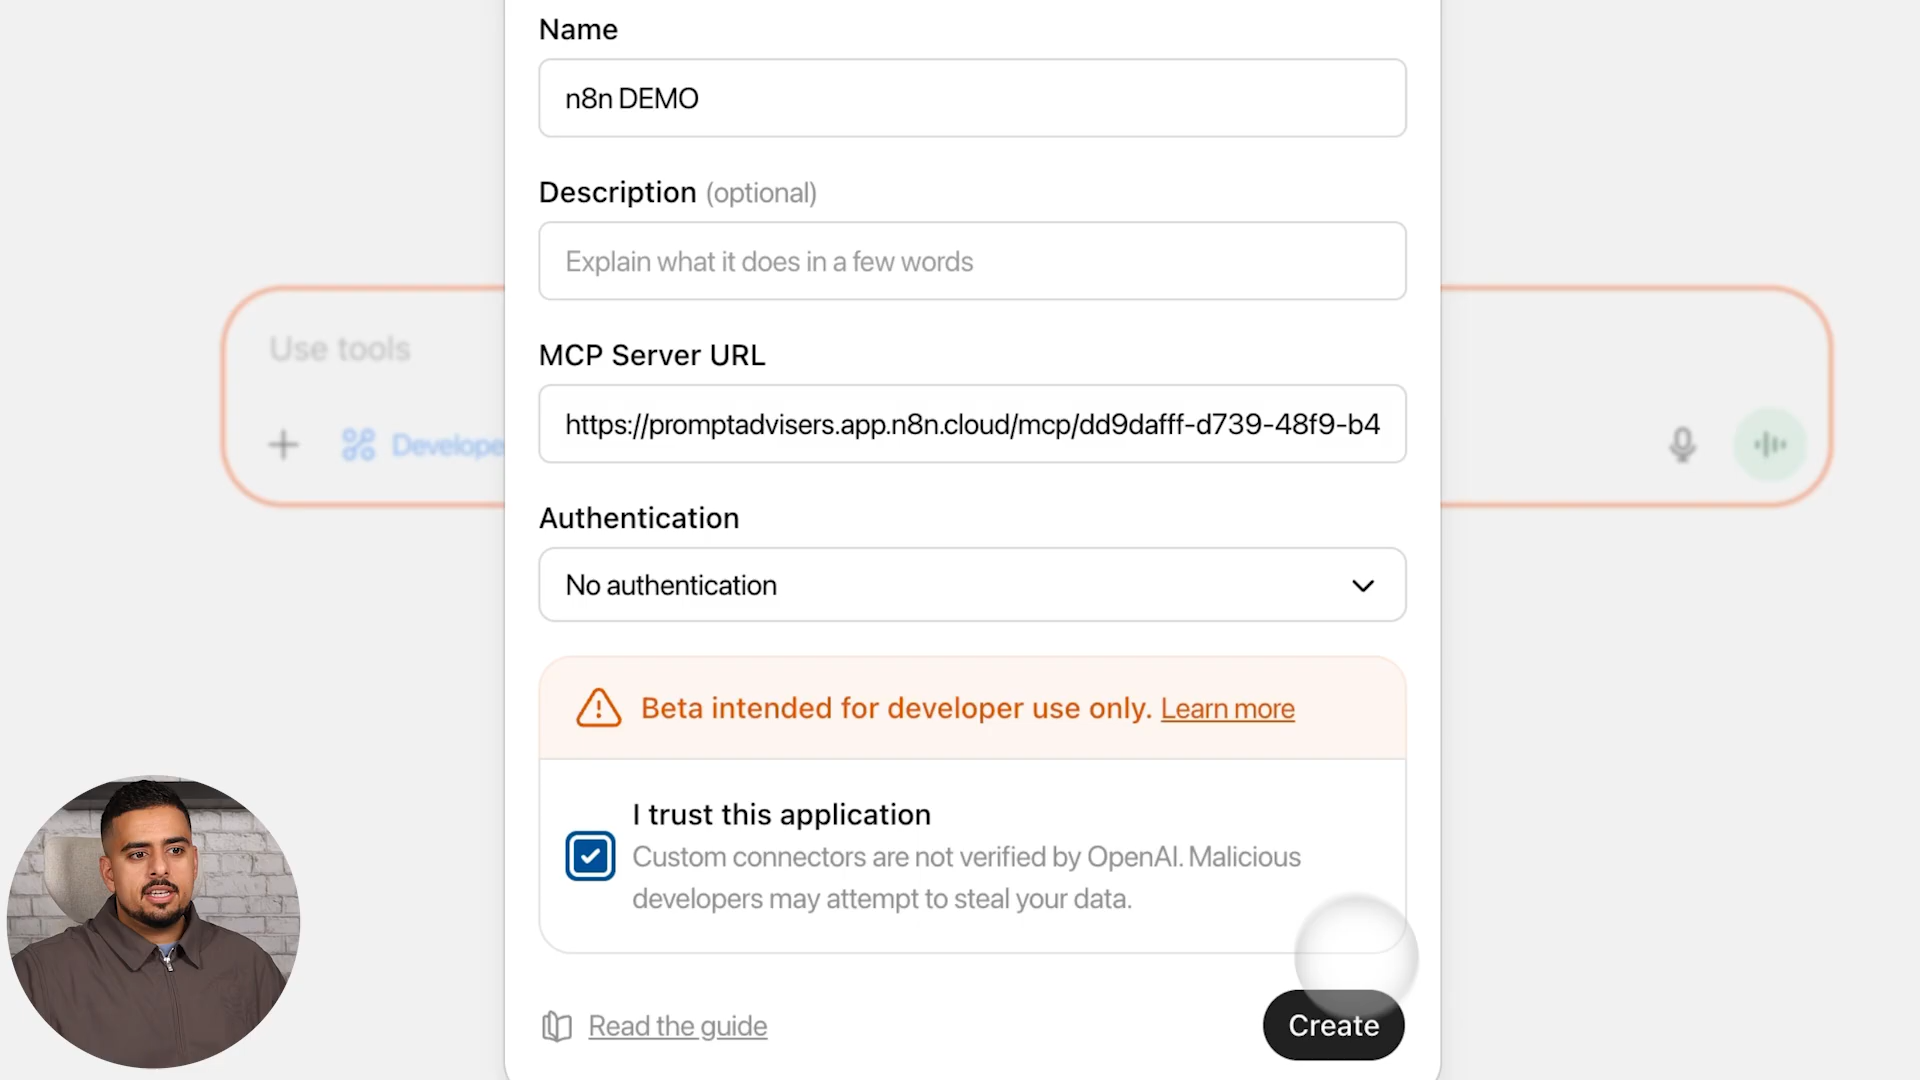 Name
n8n DEMO
Description (optional)
Explain what it does in a few words
MCP Server URL
https://promptadvisers.app.n8n.cloud/mcp/dd9dafff-d739-48f9-b4
Authentication
No authentication
Use tools
Develope
Beta intended for developer use only. Learn more
I trust this application
Custom connectors are not verified by OpenAI. Malicious
developers may attempt to steal your data.
Read the guide
Create